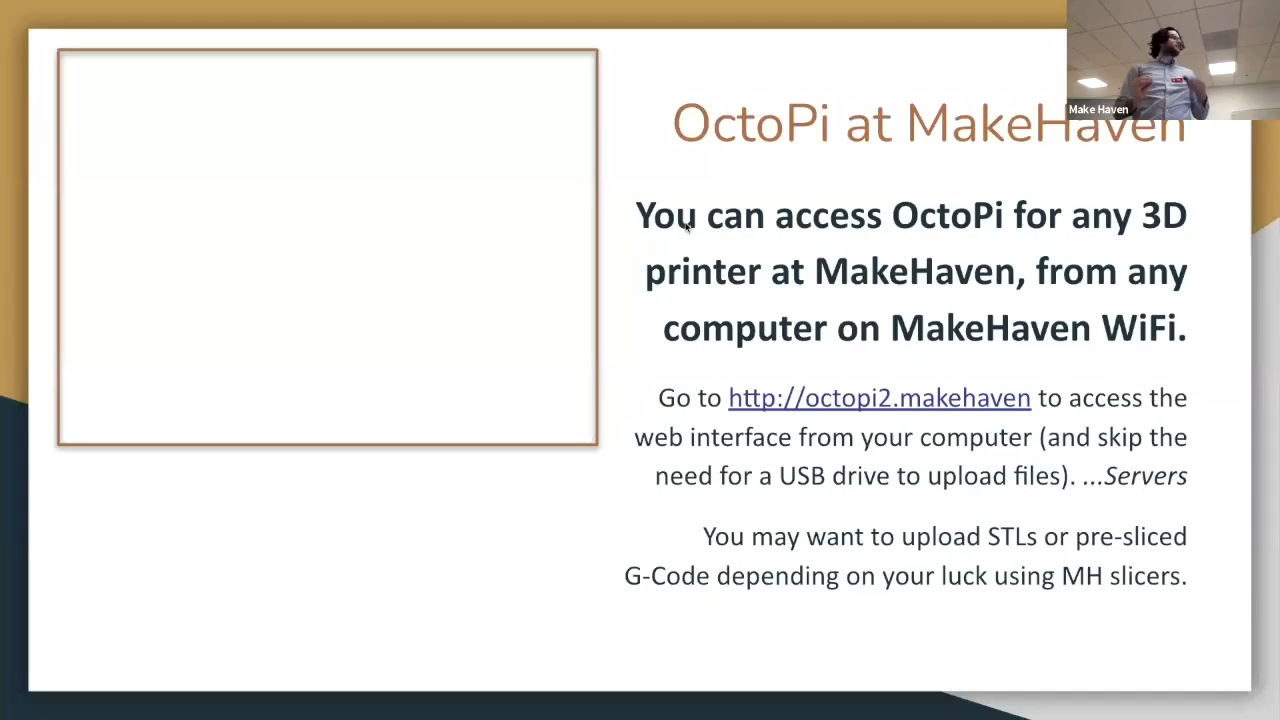 Make Haven
OctoPi at MakeHaven
You can access OctoPi for any 3D
printer at MakeHaven, from any
computer on MakeHaven WiFi.
Go to http://octopi2.makehaven to access the
web interface from your computer (and skip the
need for a USB drive to upload files). ...Servers
You may want to upload STLs or pre-sliced
G-Code depending on your luck using MH slicers.